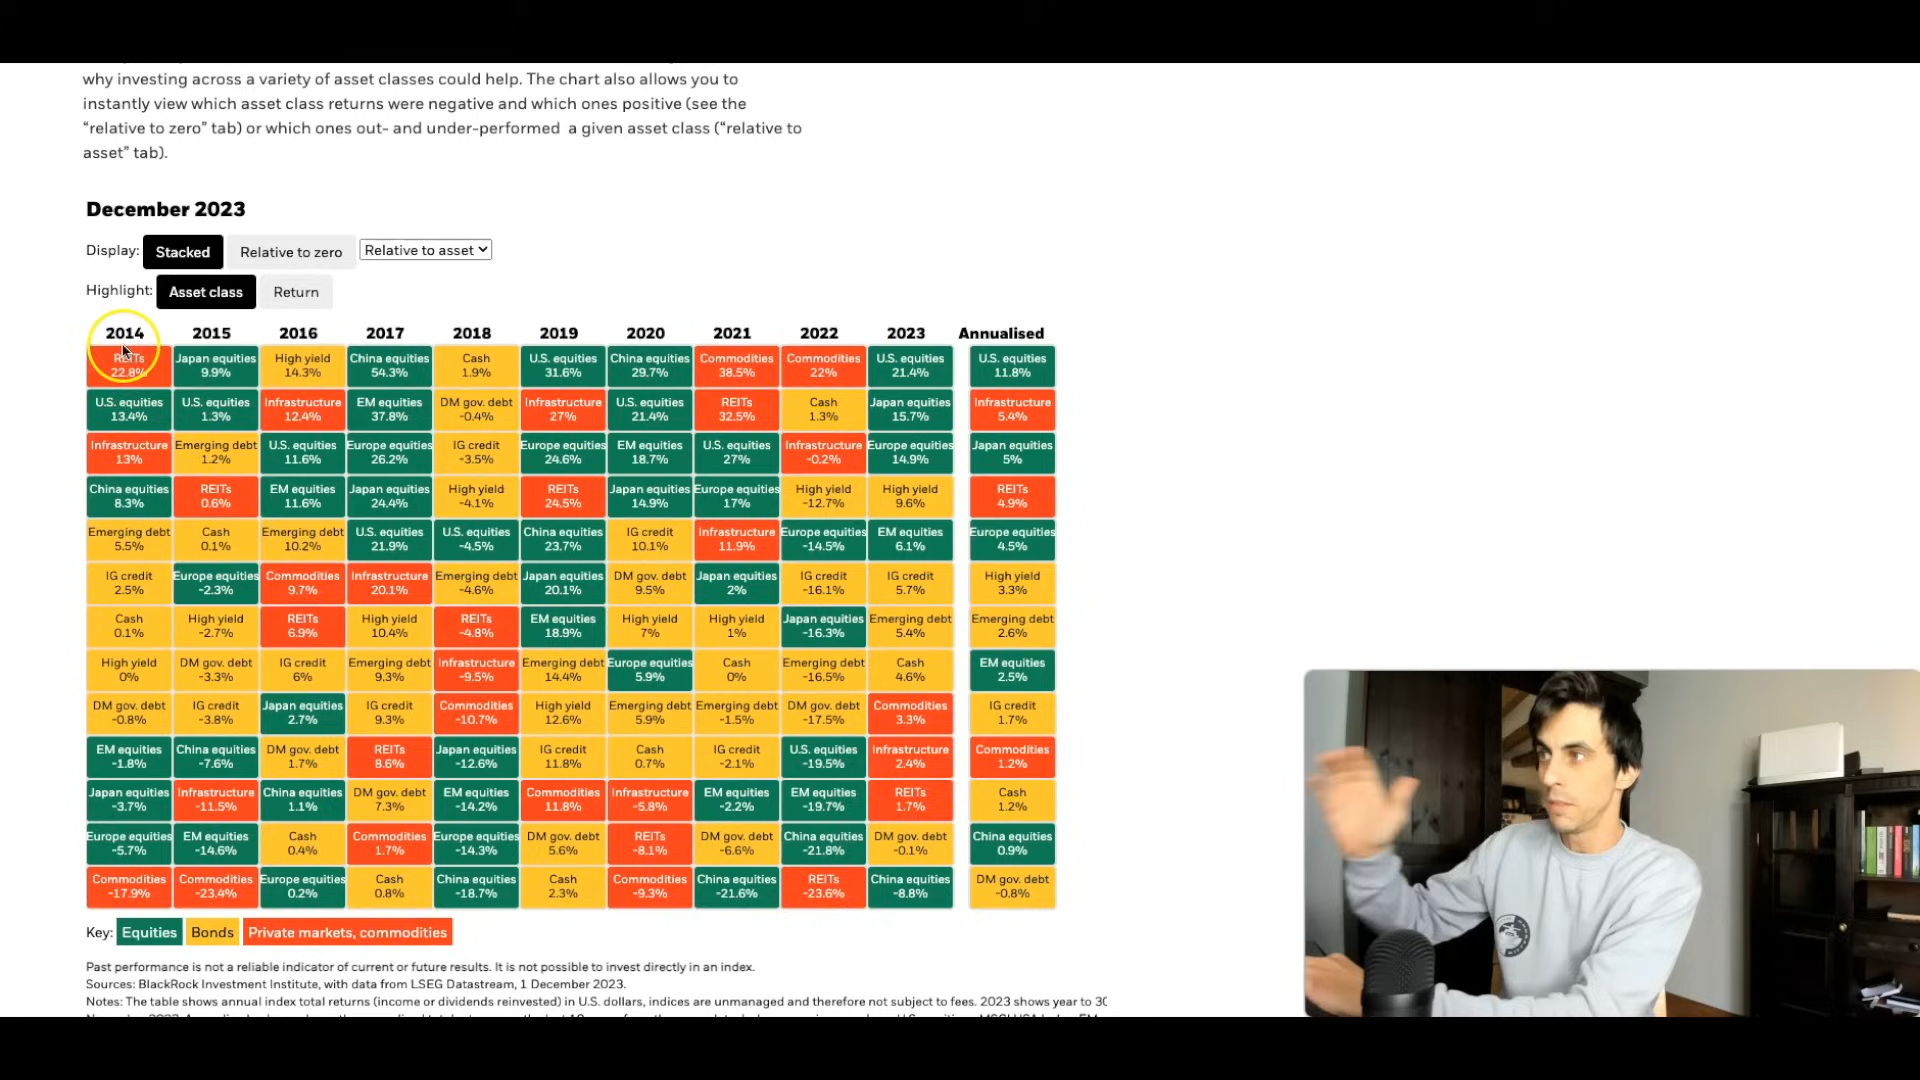 why investing across a variety of asset classes could help. The chart also allows you to
instantly view which asset class returns were negative and which ones positive (see the
“relative to zero” tab) or which ones out- and under-performed a given asset class (“relative to
asset” tab).
December 2023
Display: Stacked Relative to zero Relative to asset
Highlight: Asset class Return
2014 2015 2016 2017 2018 2019 2020 2021 2022 2023 Annualised
REITs Japan equities High yield China equities Cash U.S. equities China equities Commodities Commodities U.S. equities U.S. equities
22.8% 9.9% 14.3% 54.3% 1.9% 31.6% 29.7% 38.5% 22% 21.4% 11.8%
U.S. equities U.S. equities Infrastructure EM equities DM gov. debt Infrastructure U.S. equities REITs Cash Japan equities Infrastructure
13.4% 1.3% 12.4% 37.8% -0.4% 27% 21.4% 32.5% 1.3% 15.7% 5.4%
Infrastructure Emerging debt U.S. equities Europe equities IG credit Europe equities EM equities U.S. equities Infrastructure Europe equities Japan equities
13% 1.2% 11.6% 26.2% -3.5% 24.6% 18.7% 27% -0.2% 14.9% 5%
China equities REITs EM equities Japan equities High yield REITs Japan equities Europe equities High yield High yield REITs
8.3% 0.6% 11.6% 24.4% -4.1% 24.5% 14.9% 17% -12.7% 9.6% 4.9%
Emerging debt Cash Emerging debt U.S. equities U.S. equities China equities IG credit Infrastructure Europe equities EM equities Europe equities
5.5% 0.1% 10.2% 21.9% -4.5% 23.7% 10.1% 11.9% -14.5% 6.1% 4.5%
IG credit Europe equities Commodities Infrastructure Emerging debt Japan equities DM gov. debt Japan equities IG credit IG credit High yield
2.5% -2.3% 9.7% 20.1% -4.6% 20.1% 9.5% 2% -16.1% 5.7% 3.3%
Cash High yield REITs High yield REITs EM equities High yield High yield Japan equities Emerging debt Emerging debt
0.1% -2.7% 6.9% 10.4% -4.8% 18.9% 7% 1% -16.3% 5.4% 2.6%
High yield DM gov. debt IG credit Emerging debt Infrastructure Emerging debt Europe equities Cash Emerging debt Cash EM equities
0% -3.3% 6% 9.3% -9.5% 14.4% 5.9% 0% -16.5% 4.6% 2.5%
DM gov. debt IG credit Japan equities IG credit Commodities High yield Emerging debt Emerging debt DM gov. debt Commodities IG credit
-0.8% -3.8% 2.7% 9.3% -10.7% 12.6% 5.9% -1.5% -17.5% 3.3% 1.7%
EM equities China equities DM gov. debt REITs Japan equities IG credit Cash IG credit U.S. equities Infrastructure Commodities
-1.8% -7.6% 1.7% 8.6% -12.6% 11.8% 0.7% -2.1% -19.5% 2.4% 1.2%
Japan equities Infrastructure China equities DM gov. debt EM equities Commodities Infrastructure EM equities EM equities REITs Cash
-3.7% -11.5% 1.1% 7.3% -14.2% 11.8% -5.8% -2.2% -19.7% 1.7% 1.2%
Europe equities EM equities Cash Commodities Europe equities DM gov. debt REITs DM gov. debt China equities DM gov. debt China equities
-5.7% -14.6% 0.4% 1.7% -14.3% 5.6% -8.1% -6.6% -21.8% -0.1% 0.9%
Commodities Commodities Europe equities Cash China equities Cash Commodities China equities REITs China equities DM gov. debt
-17.9% -23.4% 0.2% 0.8% -18.7% 2.3% -9.3% -21.6% -23.6% -8.8% -0.8%
Key: Equities Bonds Private markets, commodities
Past performance is not a reliable indicator of current or future results. It is not possible to invest directly in an index.
Sources: BlackRock Investment Institute, with data from LSEG Datastream, 1 December 2023.
Notes: The table shows annual index total returns (income or dividends reinvested) in U.S. dollars, indices are unmanaged and therefore not subject to fees. 2023 shows year to 30